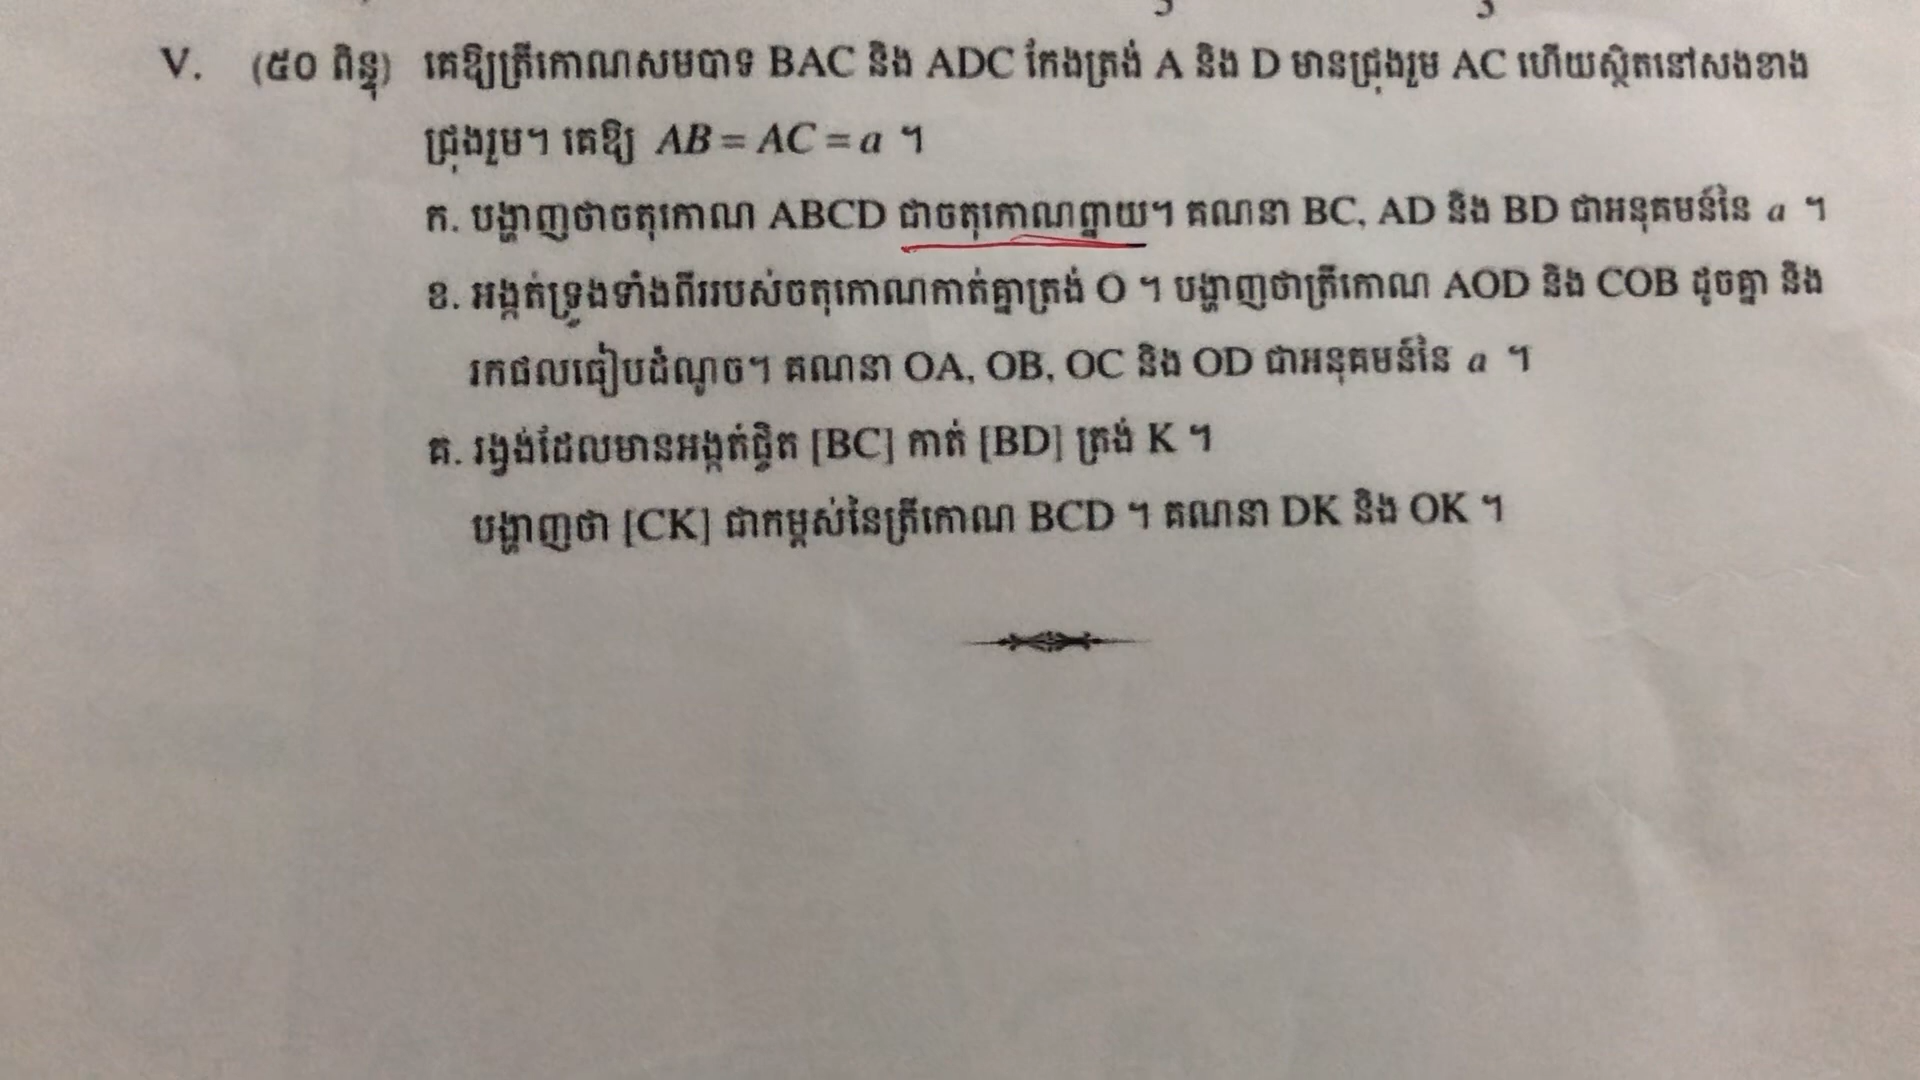 V. (៥០ ពិន្ទុ) គេឱ្យត្រីកោណសមបាទ BAC និង ADC កែងត្រង់ A និង D មានជ្រុងរួម AC ហើយស្ថិតនៅសងខាង
ជ្រុងរួម។ គេឱ្យ AB = AC = a ។
ក. បង្ហាញថាចតុកោណ ABCD ជាចតុកោណព្នាយ។ គណនា BC, AD និង BD ជាអនុគមន៍នៃ a ។
ខ. អង្កត់ទ្រូងទាំងពីររបស់ចតុកោណកាត់គ្នាត្រង់ O ។ បង្ហាញថាត្រីកោណ AOD និង COB ដូចគ្នា និង
រកផលធៀបដំណូច។ គណនា OA, OB, OC និង OD ជាអនុគមន៍នៃ a ។
គ. រង្វង់ដែលមានអង្កត់ផ្ចិត [BC] កាត់ [BD] ត្រង់ K ។
បង្ហាញថា [CK] ជាកម្ពស់នៃត្រីកោណ BCD ។ គណនា DK និង OK ។